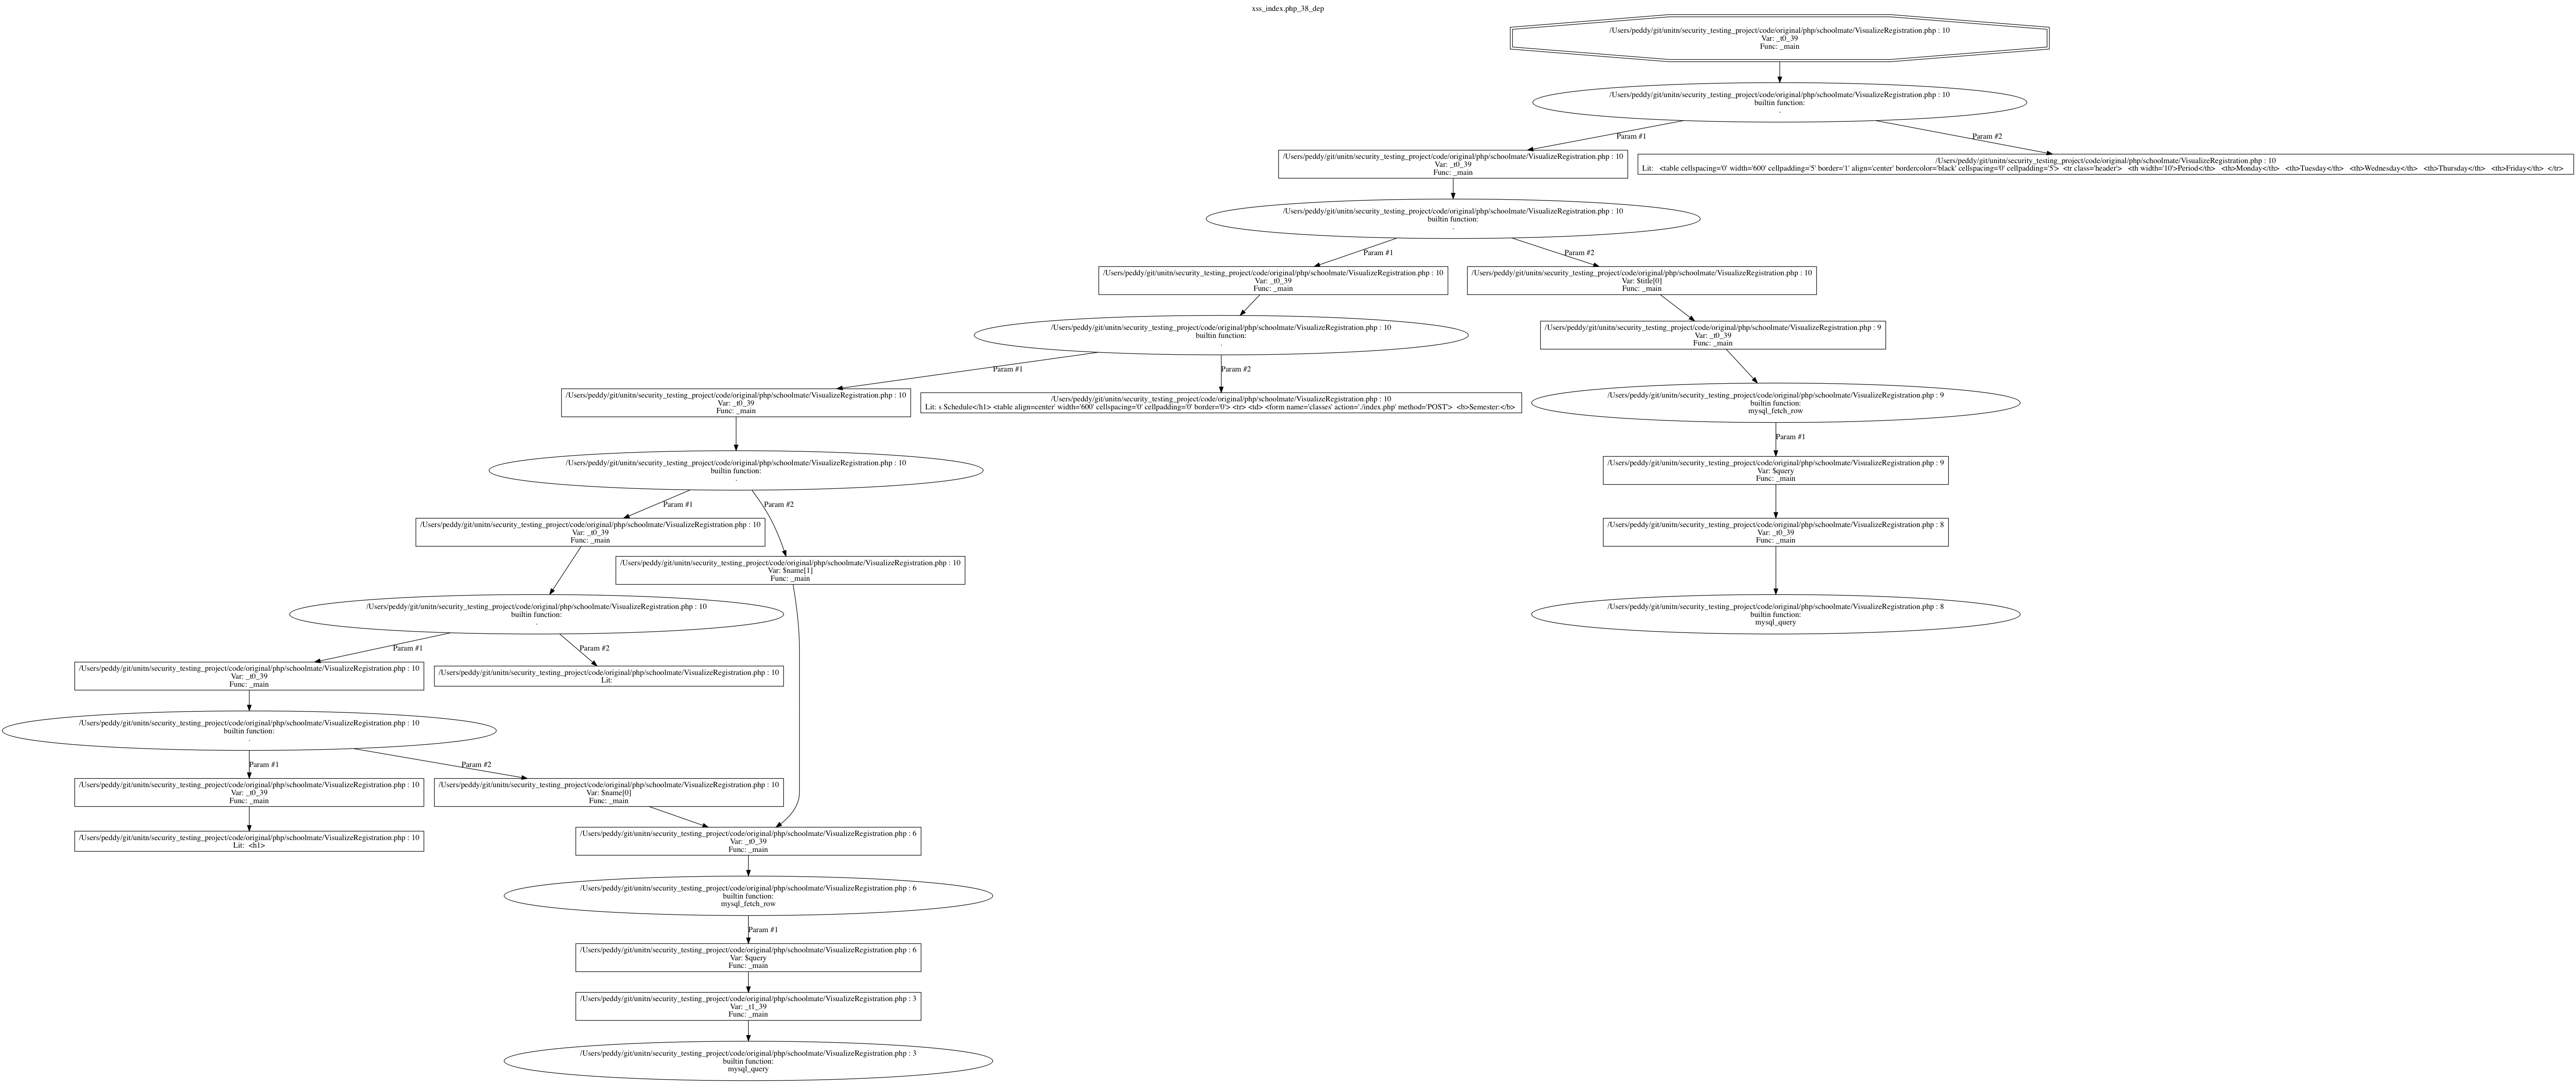 xss_index.php_38_dep
/Users/peddy/git/unitn/security_testing_project/code/original/php/schoolmate/VisualizeRegistration.php : 10
Var: _t0_39
Func: _main
/Users/peddy/git/unitn/security_testing_project/code/original/php/schoolmate/VisualizeRegistration.php : 10
builtin function:
.
Param #1
Param #2
/Users/peddy/git/unitn/security_testing_project/code/original/php/schoolmate/VisualizeRegistration.php : 10
Var: _t0_39
Func: _main
/Users/peddy/git/unitn/security_testing_project/code/original/php/schoolmate/VisualizeRegistration.php : 10
Lit:   <table cellspacing='0' width='600' cellpadding='5' border='1' align='center' bordercolor='black' cellspacing='0' cellpadding='5'>  <tr class='header'>   <th width='10'>Period</th>   <th>Monday</th>   <th>Tuesday</th>   <th>Wednesday</th>   <th>Thursday</th>   <th>Friday</th>  </tr>
/Users/peddy/git/unitn/security_testing_project/code/original/php/schoolmate/VisualizeRegistration.php : 10
builtin function:
.
Param #1
Param #2
/Users/peddy/git/unitn/security_testing_project/code/original/php/schoolmate/VisualizeRegistration.php : 10
Var: _t0_39
Func: _main
/Users/peddy/git/unitn/security_testing_project/code/original/php/schoolmate/VisualizeRegistration.php : 10
Var: $title[0]
Func: _main
/Users/peddy/git/unitn/security_testing_project/code/original/php/schoolmate/VisualizeRegistration.php : 10
builtin function:
.
/Users/peddy/git/unitn/security_testing_project/code/original/php/schoolmate/VisualizeRegistration.php : 9
Var: _t0_39
Func: _main
Param #1
Param #2
/Users/peddy/git/unitn/security_testing_project/code/original/php/schoolmate/VisualizeRegistration.php : 10
Var: _t0_39
Func: _main
/Users/peddy/git/unitn/security_testing_project/code/original/php/schoolmate/VisualizeRegistration.php : 10
Lit: s Schedule</h1> <table align=center' width='600' cellspacing='0' cellpadding='0' border='0'> <tr> <td> <form name='classes' action='./index.php' method='POST'>  <b>Semester:</b>
/Users/peddy/git/unitn/security_testing_project/code/original/php/schoolmate/VisualizeRegistration.php : 9
builtin function:
mysql_fetch_row
Param #1
/Users/peddy/git/unitn/security_testing_project/code/original/php/schoolmate/VisualizeRegistration.php : 10
builtin function:
.
/Users/peddy/git/unitn/security_testing_project/code/original/php/schoolmate/VisualizeRegistration.php : 9
Var: $query
Func: _main
Param #1
Param #2
/Users/peddy/git/unitn/security_testing_project/code/original/php/schoolmate/VisualizeRegistration.php : 10
Var: _t0_39
Func: _main
/Users/peddy/git/unitn/security_testing_project/code/original/php/schoolmate/VisualizeRegistration.php : 8
Var: _t0_39
Func: _main
/Users/peddy/git/unitn/security_testing_project/code/original/php/schoolmate/VisualizeRegistration.php : 10
Var: $name[1]
Func: _main
/Users/peddy/git/unitn/security_testing_project/code/original/php/schoolmate/VisualizeRegistration.php : 10
builtin function:
.
/Users/peddy/git/unitn/security_testing_project/code/original/php/schoolmate/VisualizeRegistration.php : 8
builtin function:
mysql_query
Param #1
Param #2
/Users/peddy/git/unitn/security_testing_project/code/original/php/schoolmate/VisualizeRegistration.php : 10
Var: _t0_39
Func: _main
/Users/peddy/git/unitn/security_testing_project/code/original/php/schoolmate/VisualizeRegistration.php : 10
Lit:
/Users/peddy/git/unitn/security_testing_project/code/original/php/schoolmate/VisualizeRegistration.php : 10
builtin function:
.
Param #1
Param #2
/Users/peddy/git/unitn/security_testing_project/code/original/php/schoolmate/VisualizeRegistration.php : 10
Var: _t0_39
Func: _main
/Users/peddy/git/unitn/security_testing_project/code/original/php/schoolmate/VisualizeRegistration.php : 10
Var: $name[0]
Func: _main
/Users/peddy/git/unitn/security_testing_project/code/original/php/schoolmate/VisualizeRegistration.php : 10
Lit:  <h1>
/Users/peddy/git/unitn/security_testing_project/code/original/php/schoolmate/VisualizeRegistration.php : 6
Var: _t0_39
Func: _main
/Users/peddy/git/unitn/security_testing_project/code/original/php/schoolmate/VisualizeRegistration.php : 6
builtin function:
mysql_fetch_row
Param #1
/Users/peddy/git/unitn/security_testing_project/code/original/php/schoolmate/VisualizeRegistration.php : 6
Var: $query
Func: _main
/Users/peddy/git/unitn/security_testing_project/code/original/php/schoolmate/VisualizeRegistration.php : 3
Var: _t1_39
Func: _main
/Users/peddy/git/unitn/security_testing_project/code/original/php/schoolmate/VisualizeRegistration.php : 3
builtin function:
mysql_query